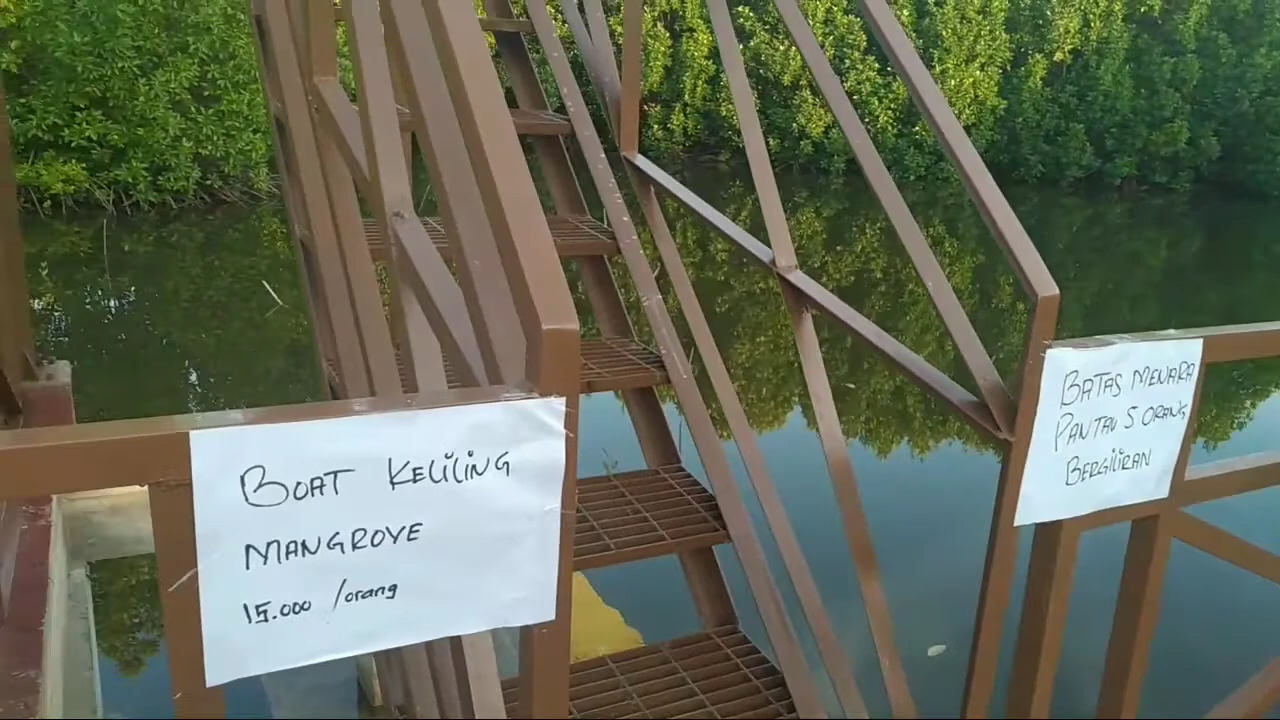 BOAT KELILING
MANGROVE
15.000 /orang
BATAS MENARA
PANTAU 5 ORANG
BERGILIRAN